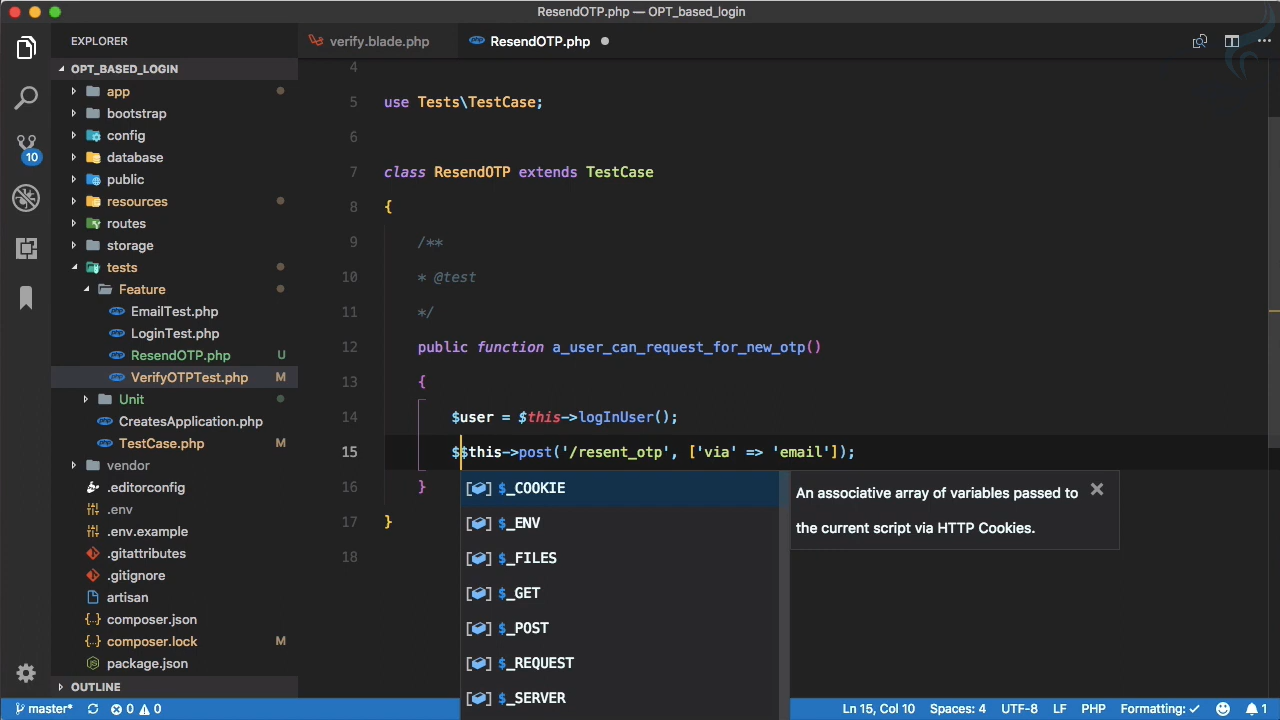 ResendOTP.php — OPT_based_login
EXPLORER
verify.blade.php
ResendOTP.php
OPT_BASED_LOGIN
app
bootstrap
config
database
public
resources
routes
storage
tests
Feature
EmailTest.php
LoginTest.php
ResendOTP.php U
VerifyOTPTest.php M
Unit
CreatesApplication.php
TestCase.php M
vendor
.editorconfig
.env
.env.example
.gitattributes
.gitignore
artisan
composer.json
composer.lock M
package.json
OUTLINE
10
4
5 use Tests\TestCase;
6
7 class ResendOTP extends TestCase
8 {
9 /**
10 * @test
11 */
12 public function a_user_can_request_for_new_otp()
13 {
14 $user = $this->logInUser();
15 $$this->post('/resent_otp', ['via' => 'email']);
16 }
17 }
18
$_COOKIE
$_ENV
$_FILES
$_GET
$_POST
$_REQUEST
$_SERVER
An associative array of variables passed to
the current script via HTTP Cookies.
master* 0 0 Ln 15, Col 10 Spaces: 4 UTF-8 LF PHP Formatting: ✓ 1